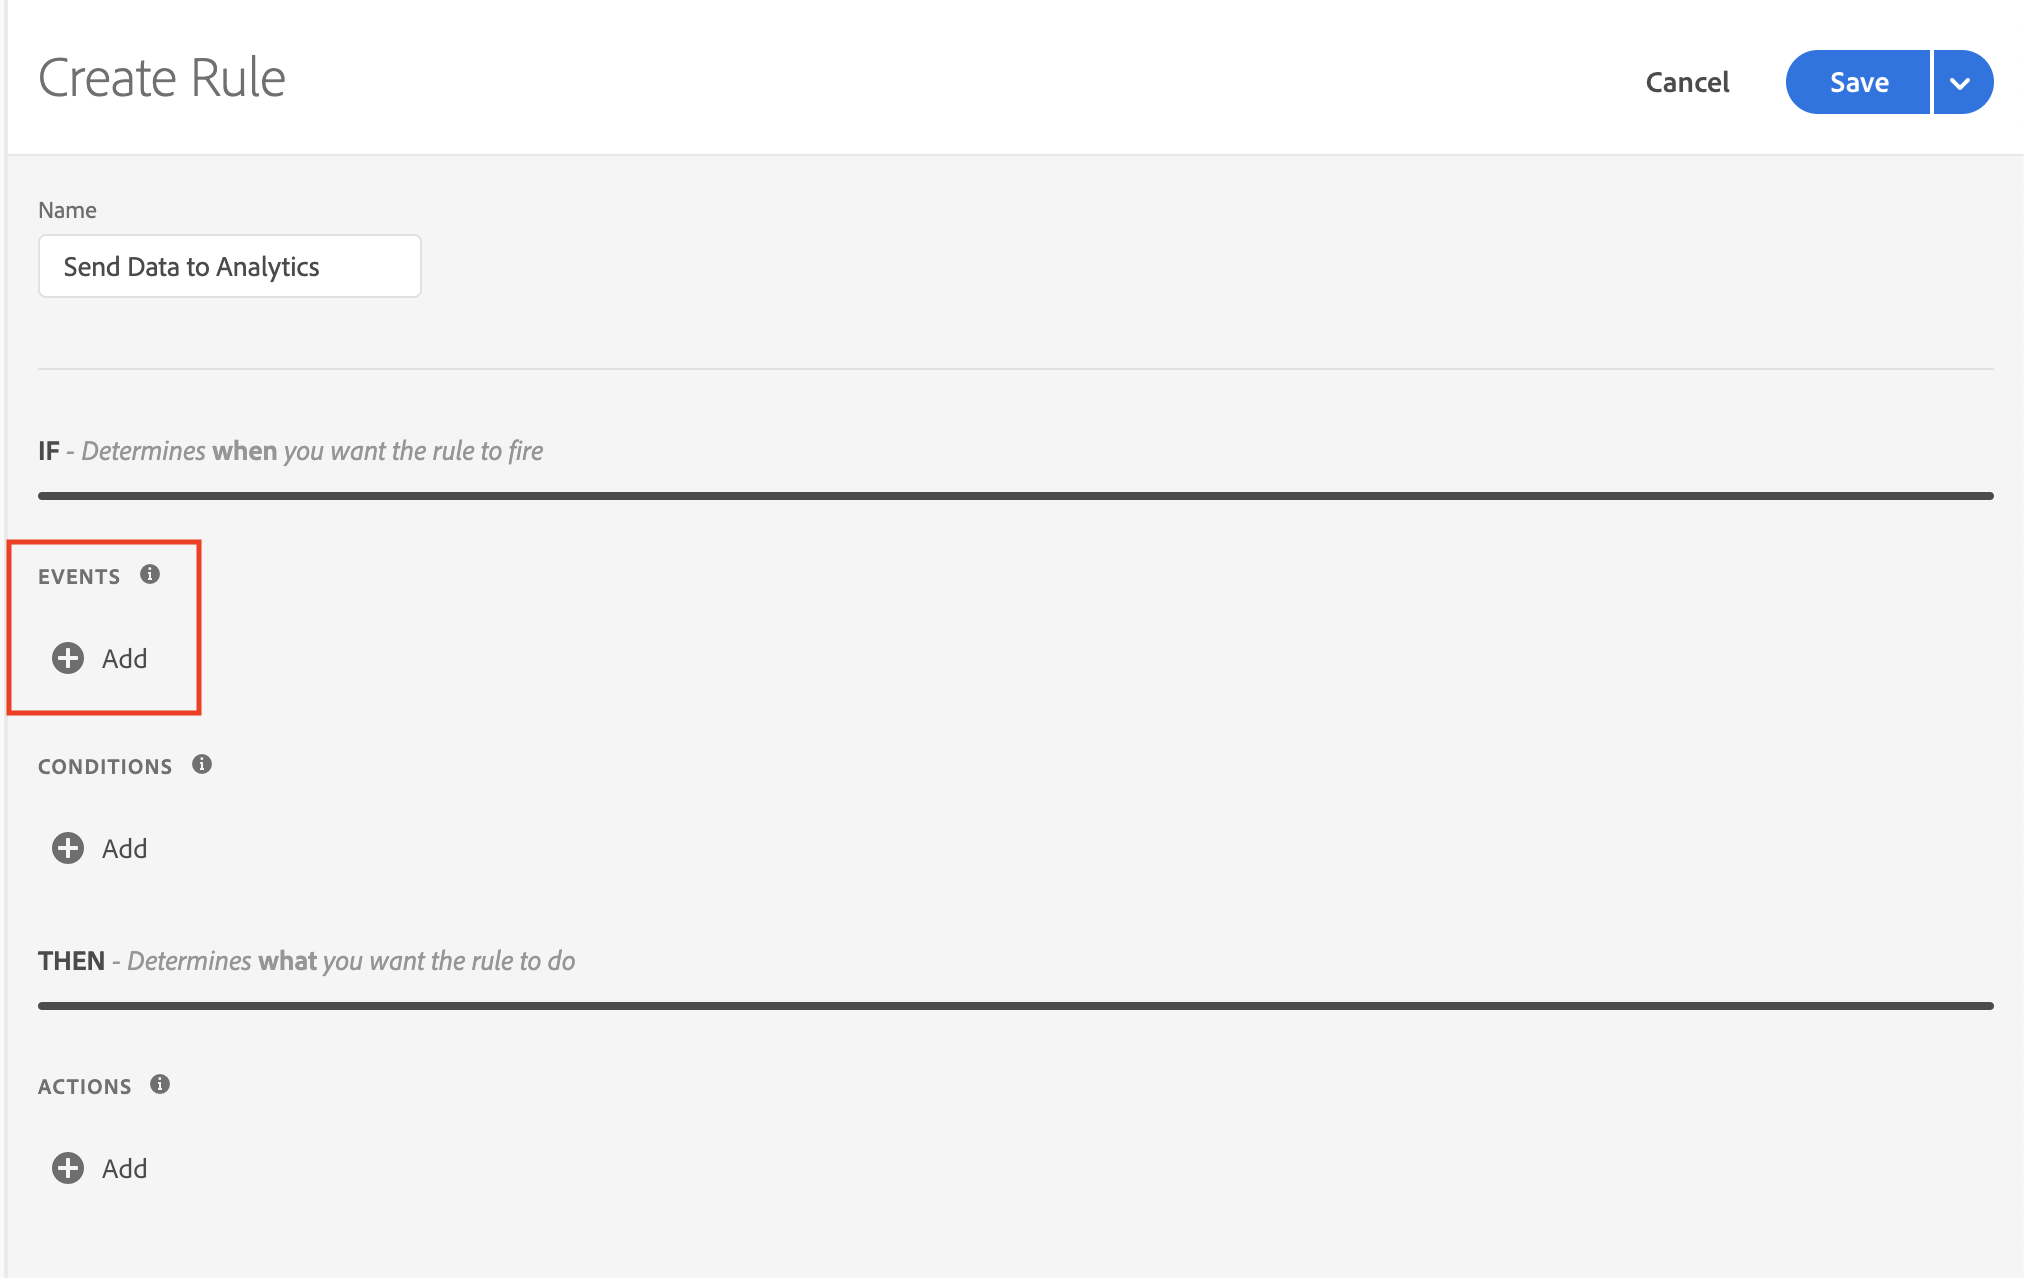 Create Rule
Cancel
Save
Name
Send Data to Analytics
IF - Determines when you want the rule to fire
EVENTS
Add
CONDITIONS
Add
THEN - Determines what you want the rule to do
ACTIONS
Add